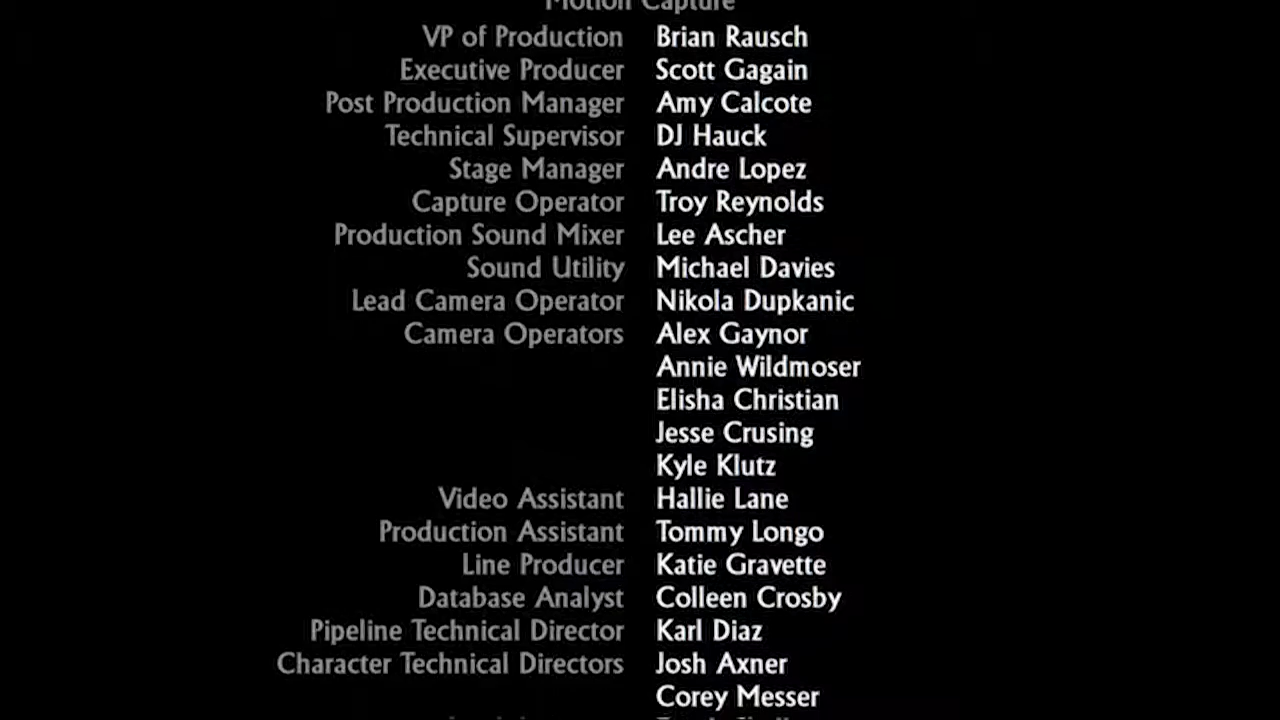 Motion Capture
VP of Production Brian Rausch
Executive Producer Scott Gagain
Post Production Manager Amy Calcote
Technical Supervisor DJ Hauck
Stage Manager Andre Lopez
Capture Operator Troy Reynolds
Production Sound Mixer Lee Ascher
Sound Utility Michael Davies
Lead Camera Operator Nikola Dupkanic
Camera Operators Alex Gaynor
Annie Wildmoser
Elisha Christian
Jesse Crusing
Kyle Klutz
Video Assistant Hallie Lane
Production Assistant Tommy Longo
Line Producer Katie Gravette
Database Analyst Colleen Crosby
Pipeline Technical Director Karl Diaz
Character Technical Directors Josh Axner
Corey Messer